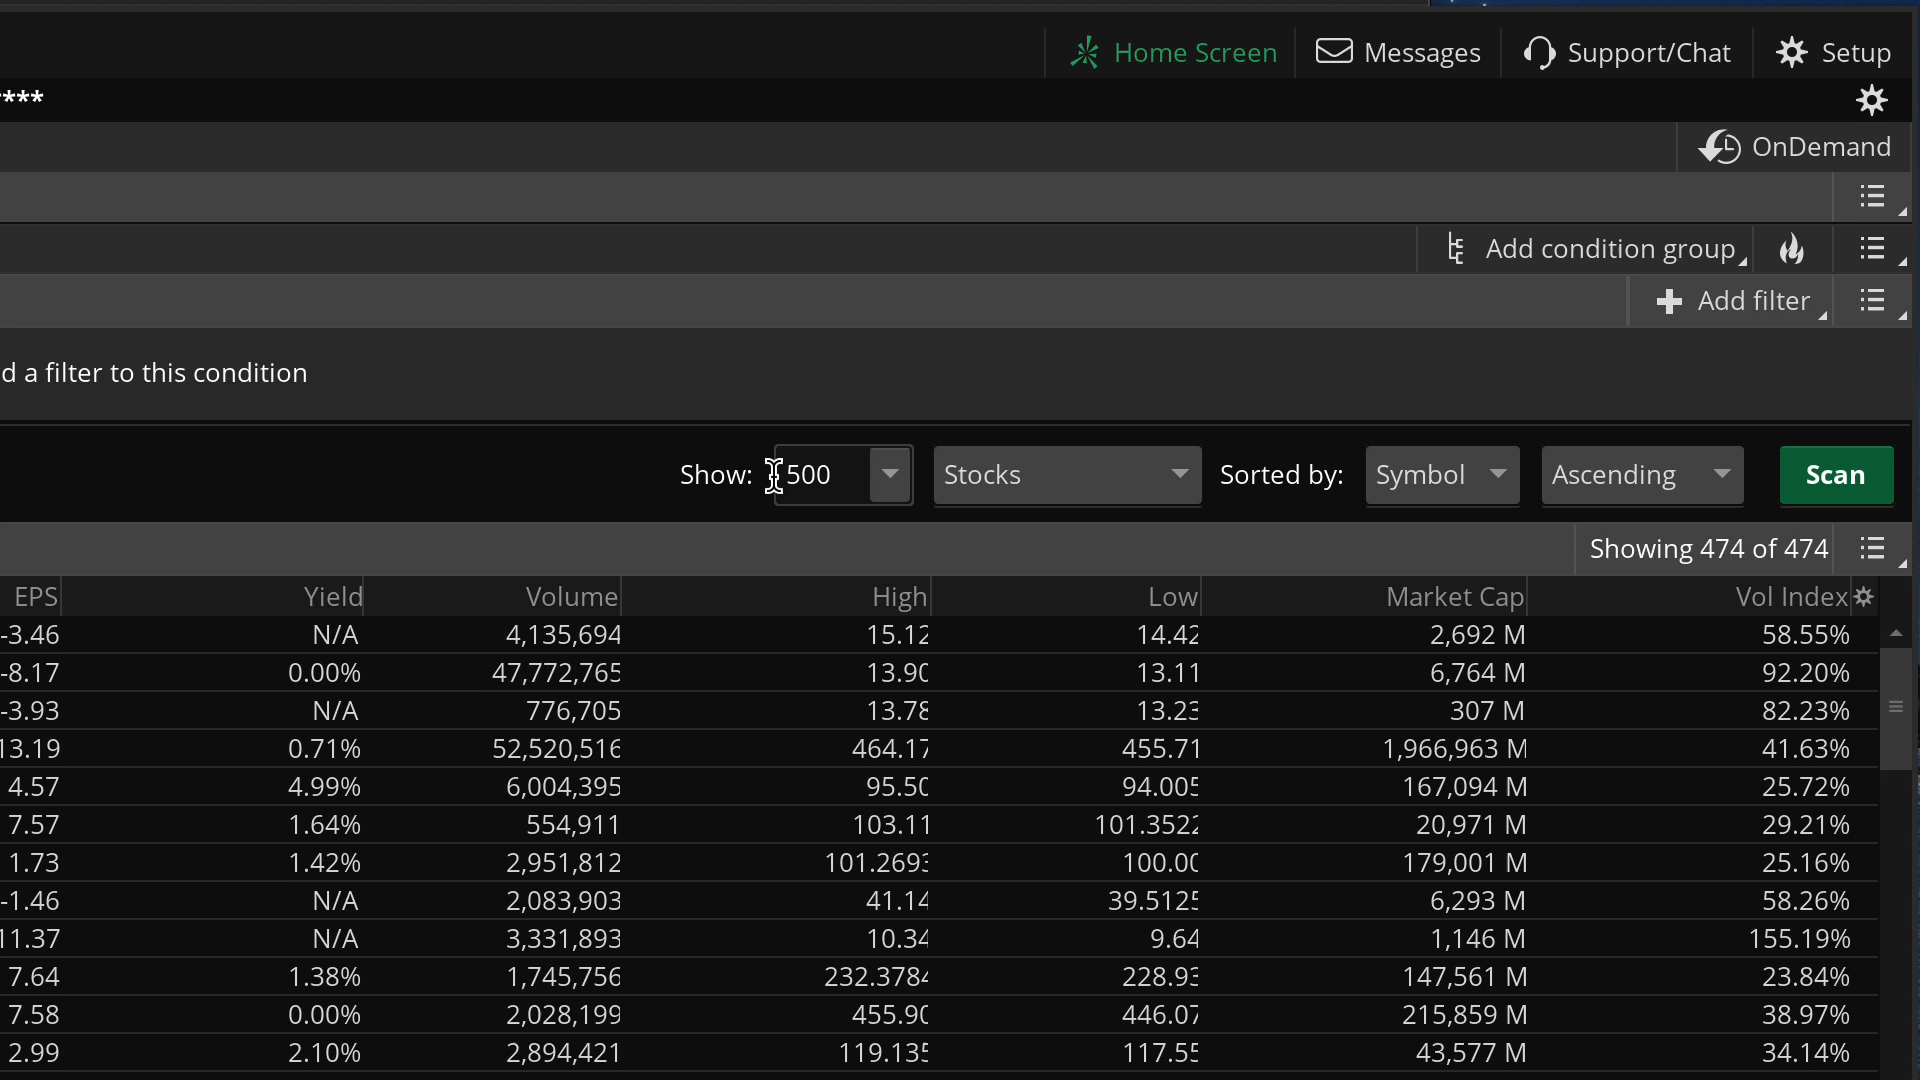 Home Screen Messages Support/Chat Setup
****
OnDemand
Add condition group
Add filter
d a filter to this condition
Show: 500 Stocks Sorted by: Symbol Ascending Scan
Showing 474 of 474
EPS Yield Volume High Low Market Cap Vol Index
-3.46 N/A 4,135,694 15.12 14.42 2,692 M 58.55%
-8.17 0.00% 47,772,765 13.90 13.11 6,764 M 92.20%
-3.93 N/A 776,705 13.78 13.23 307 M 82.23%
13.19 0.71% 52,520,516 464.17 455.71 1,966,963 M 41.63%
4.57 4.99% 6,004,395 95.50 94.005 167,094 M 25.72%
7.57 1.64% 554,911 103.11 101.3522 20,971 M 29.21%
1.73 1.42% 2,951,812 101.2693 100.00 179,001 M 25.16%
-1.46 N/A 2,083,903 41.14 39.5125 6,293 M 58.26%
11.37 N/A 3,331,893 10.34 9.64 1,146 M 155.19%
7.64 1.38% 1,745,756 232.3784 228.93 147,561 M 23.84%
7.58 0.00% 2,028,199 455.90 446.07 215,859 M 38.97%
2.99 2.10% 2,894,421 119.135 117.55 43,577 M 34.14%